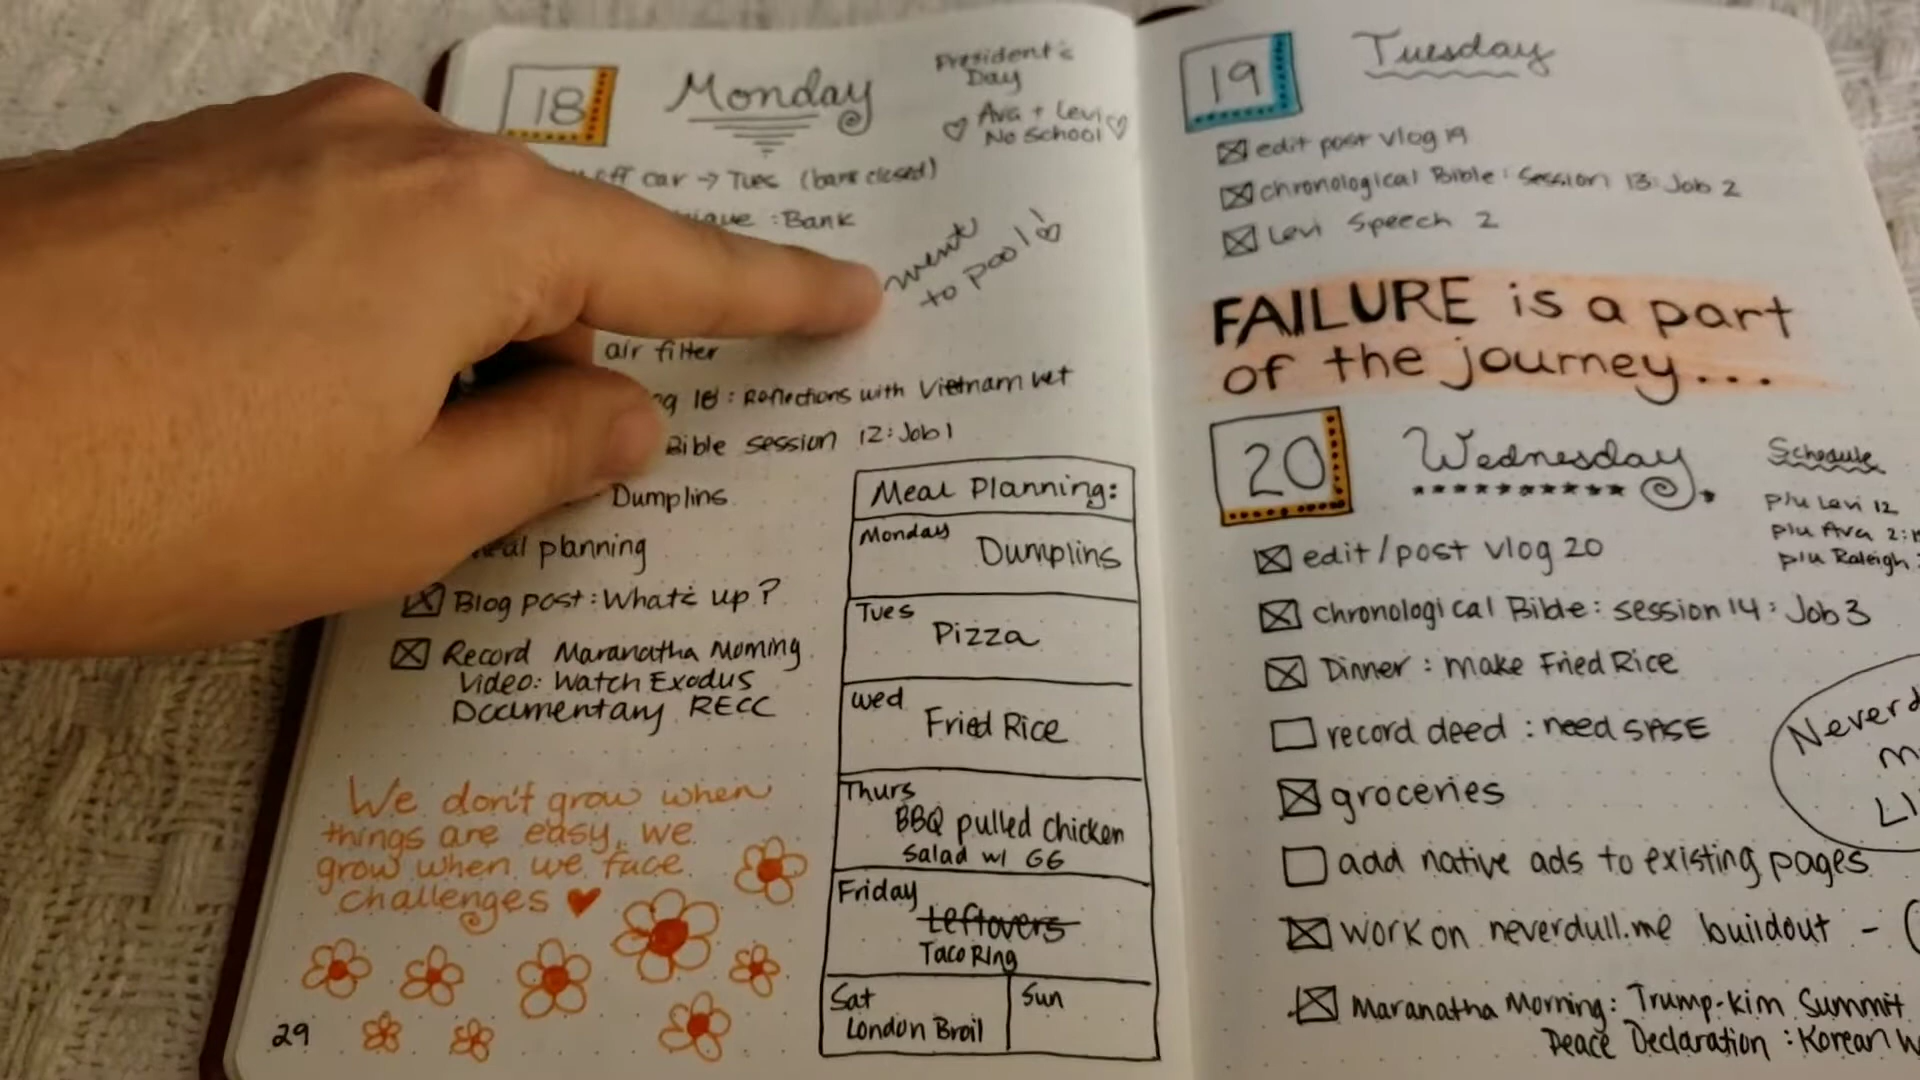 18 Monday
President's
Day
Ava + Levi
No School
off car → Tues (bank closed)
: Bank
went
to pool!
air filter
18: Reflections with Vietnam vet
Bible session 12: Job 1
Dumplins
planning
Blog post: What's up?
Record Maranatha Morning
Video: Watch Exodus
Documentary RECC
Meal Planning:
Monday
Dumplins
Tues
Pizza
Wed
Fried Rice
Thurs
BBQ pulled chicken
Salad w/ GG
Friday
Leftovers
Taco Ring
Sat
London Broil
Sun
We don't grow when
things are easy, we
grow when we face
challenges
29
19 Tuesday
edit post vlog 19
chronological Bible: Session 13: Job 2
Levi Speech 2
FAILURE is a part
of the journey...
20 Wednesday
Schedule
p/u Levi 12
p/u Ava
p/u Raleigh
edit/post vlog 20
chronological Bible: session 14: Job 3
Dinner: make Fried Rice
record deed: need SASE
groceries
add native ads to existing pages
work on neverdull.me buildout -
Maranatha Morning: Trump-Kim Summit
Peace Declaration: Korean